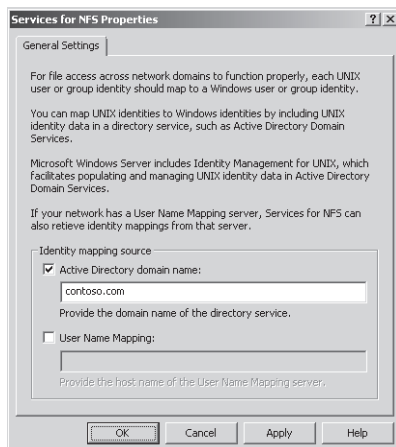 Services for NFS Properties
? X
General Settings
For file access across network domains to function properly, each UNIX
user or group identity should map to a Windows user or group identity.
You can map UNIX identities to Windows identities by including UNIX
identity data in a directory service, such as Active Directory Domain
Services.
Microsoft Windows Server includes Identity Management for UNIX, which
facilitates populating and managing UNIX identity data in Active Directory
Domain Services.
If your network has a User Name Mapping server, Services for NFS can
also retieve identity mappings from that server.
Identity mapping source
Active Directory domain name:
contoso.com
Provide the domain name of the directory service.
User Name Mapping:
Provide the host name of the User Name Mapping server.
OK Cancel Apply Help